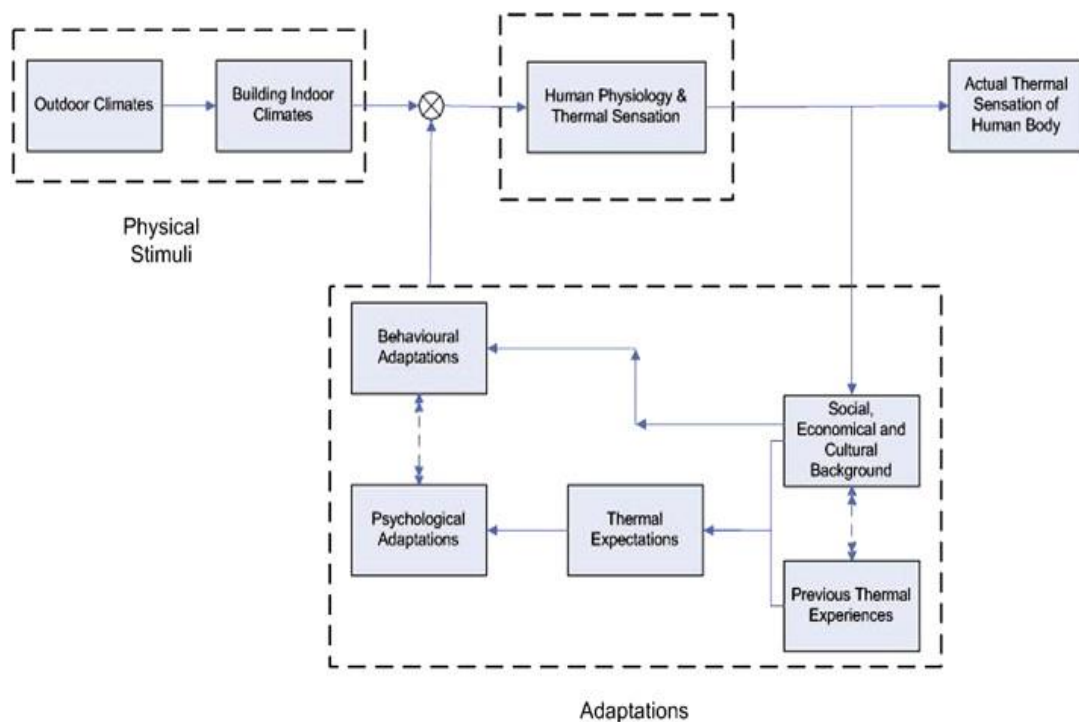 Outdoor Climates
Building Indoor
Climates
Human Physiology &
Thermal Sensation
Actual Thermal
Sensation of
Human Body
Physical
Stimuli
Behavioural
Adaptations
Social,
Economical and
Cultural
Background
Psychological
Adaptations
Thermal
Expectations
Previous Thermal
Experiences
Adaptations